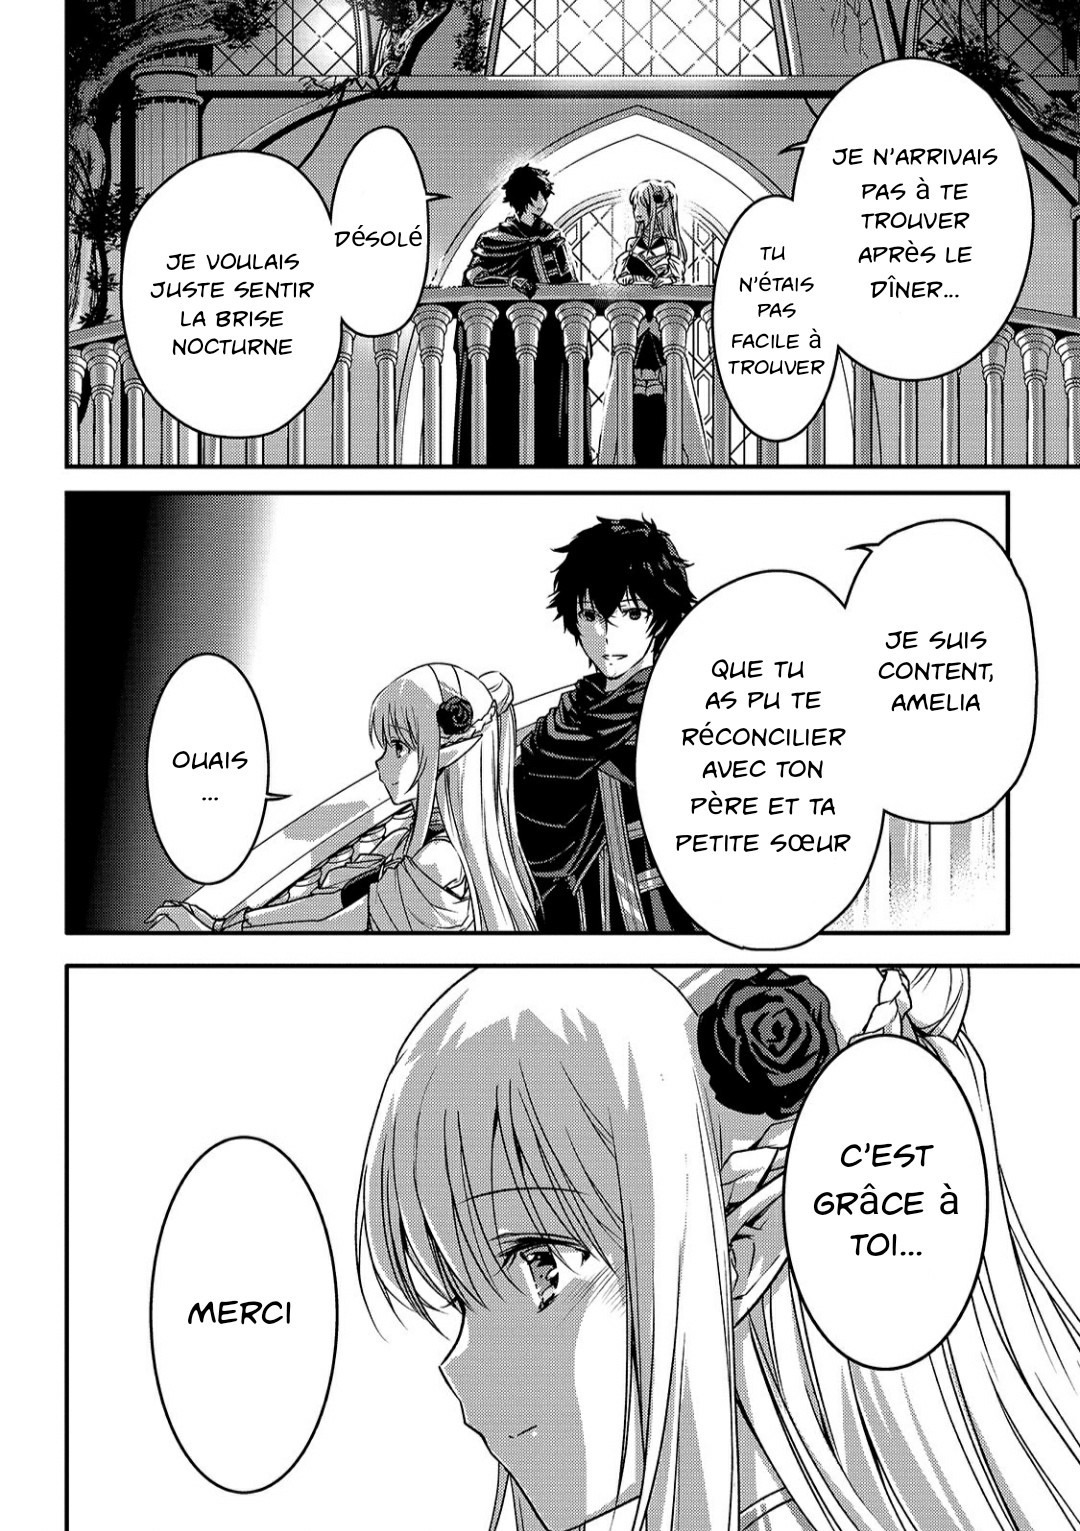 JE N'ARRIVAIS
PAS À TE
TROUVER
APRÈS LE
DÎNER...
TU
N'ÉTAIS
PAS
FACILE À
TROUVER
DÉSOLÉ
JE VOULAIS
JUSTE SENTIR
LA BRISE
NOCTURNE
JE SUIS
CONTENT,
AMELIA
QUE TU
AS PU TE
RÉCONCILIER
AVEC TON
PÈRE ET TA
PETITE SŒUR
OUAIS
...
C'EST
GRÂCE À
TOI...
MERCI